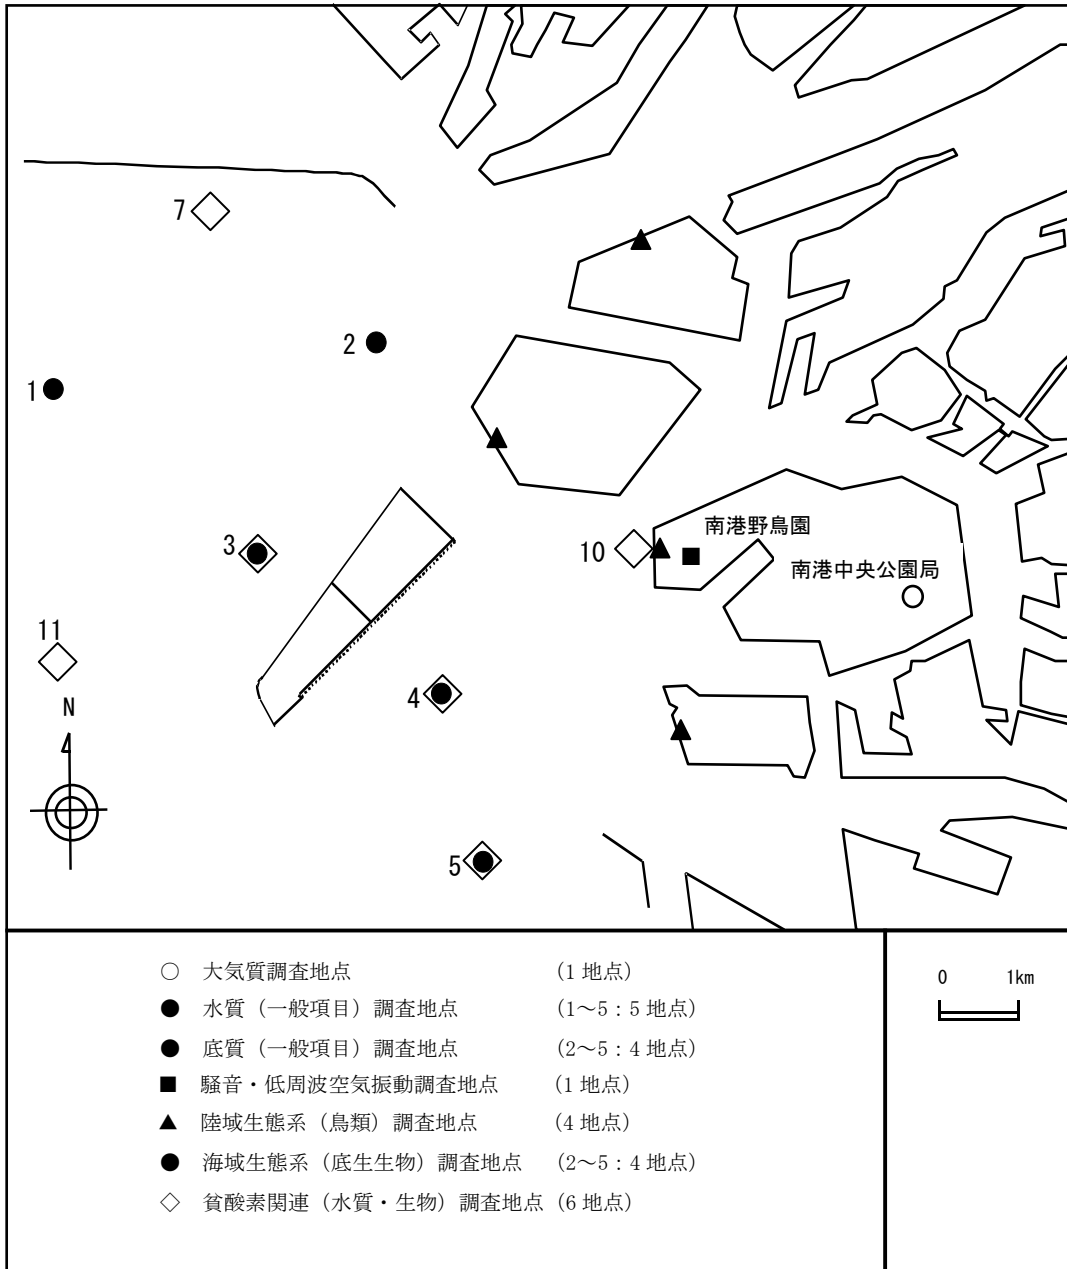 7
2
1
南港野鳥園
3
10
南港中央公園局
11
4
N
5
○ 大気質調査地点 (1 地点)
● 水質（一般項目）調査地点 (1～5：5 地点)
● 底質（一般項目）調査地点 (2～5：4 地点)
■ 騒音・低周波空気振動調査地点 (1 地点)
▲ 陸域生態系（鳥類）調査地点 (4 地点)
● 海域生態系（底生生物）調査地点 (2～5：4 地点)
◇ 貧酸素関連（水質・生物）調査地点 (6 地点)
0 1km